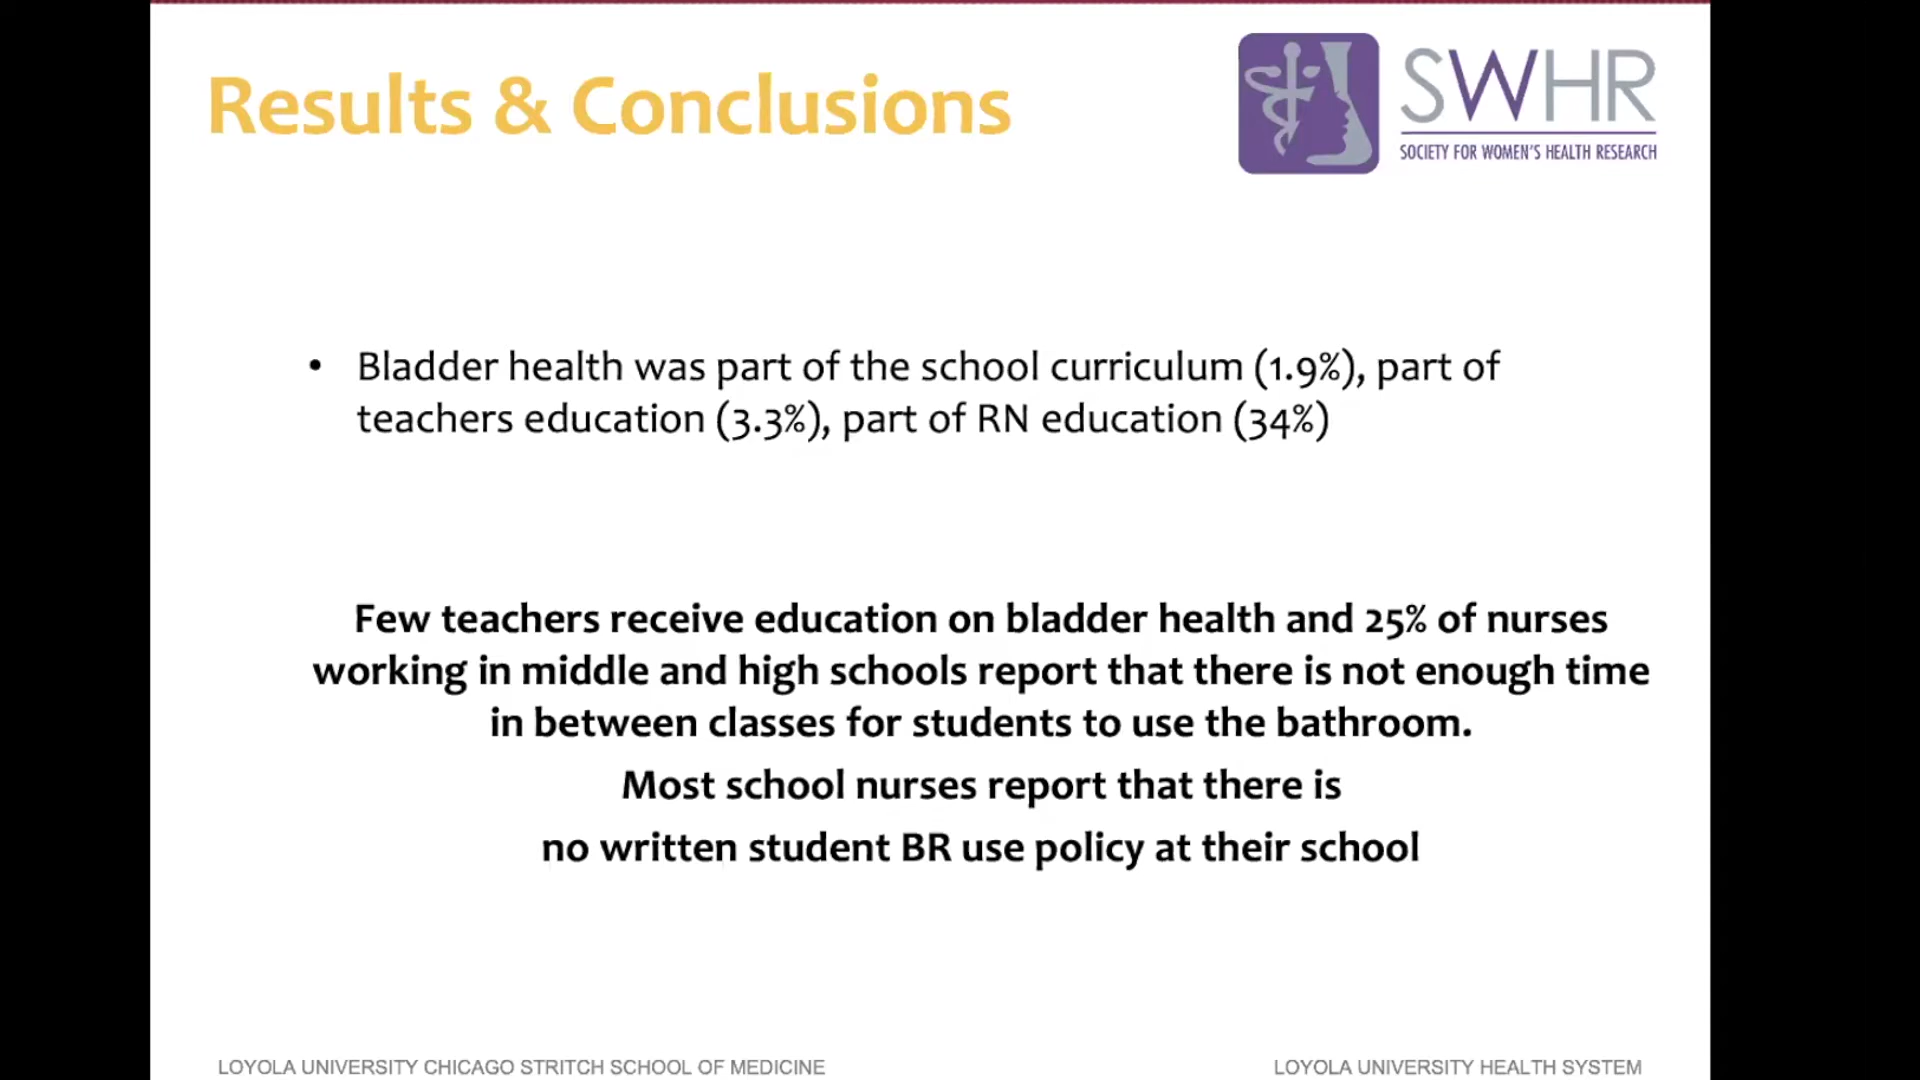 Results & Conclusions
SWHR
SOCIETY FOR WOMEN'S HEALTH RESEARCH
• Bladder health was part of the school curriculum (1.9%), part of
teachers education (3.3%), part of RN education (34%)
Few teachers receive education on bladder health and 25% of nurses
working in middle and high schools report that there is not enough time
in between classes for students to use the bathroom.
Most school nurses report that there is
no written student BR use policy at their school
LOYOLA UNIVERSITY CHICAGO STRITCH SCHOOL OF MEDICINE
LOYOLA UNIVERSITY HEALTH SYSTEM